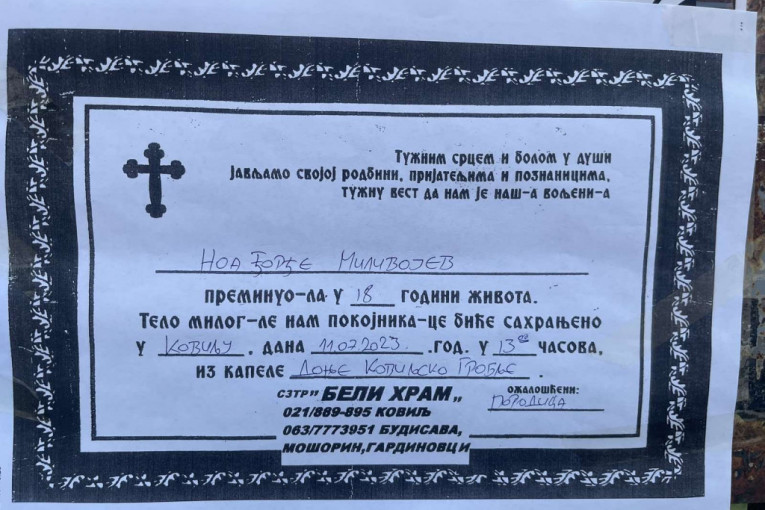 Тужним срцем и болом у души
јављамо својој родбини, пријатељима и познаницима,
тужну вест да нам је наш-а вољени-а
Ноа Ђорђе Миливојев
преминуо-ла у 18 години живота.
Тело милог-ле нам покојника-це биће сахрањено
у Ковиљу, дана 11.07.2023. год. у 13 00 часова,
из капеле Доње Ковиљско Гробље
СЗТР" БЕЛИ ХРАМ „
ожалошћени:
Породица
021/889-895 КОВИЉ
063/7773951 БУДИСАВА,
МОШОРИН,ГАРДИНОВЦИ